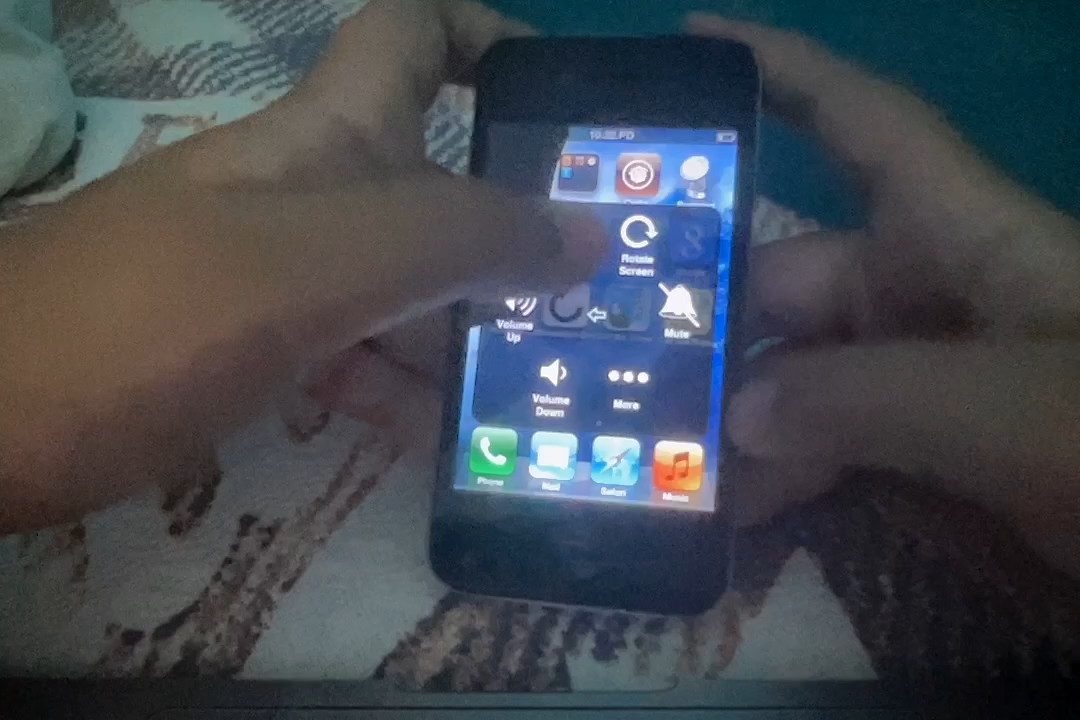 Rotate
Screen
Volume
Up
Mute
Volume
Down
More
Phone
Mail
Safari
Music